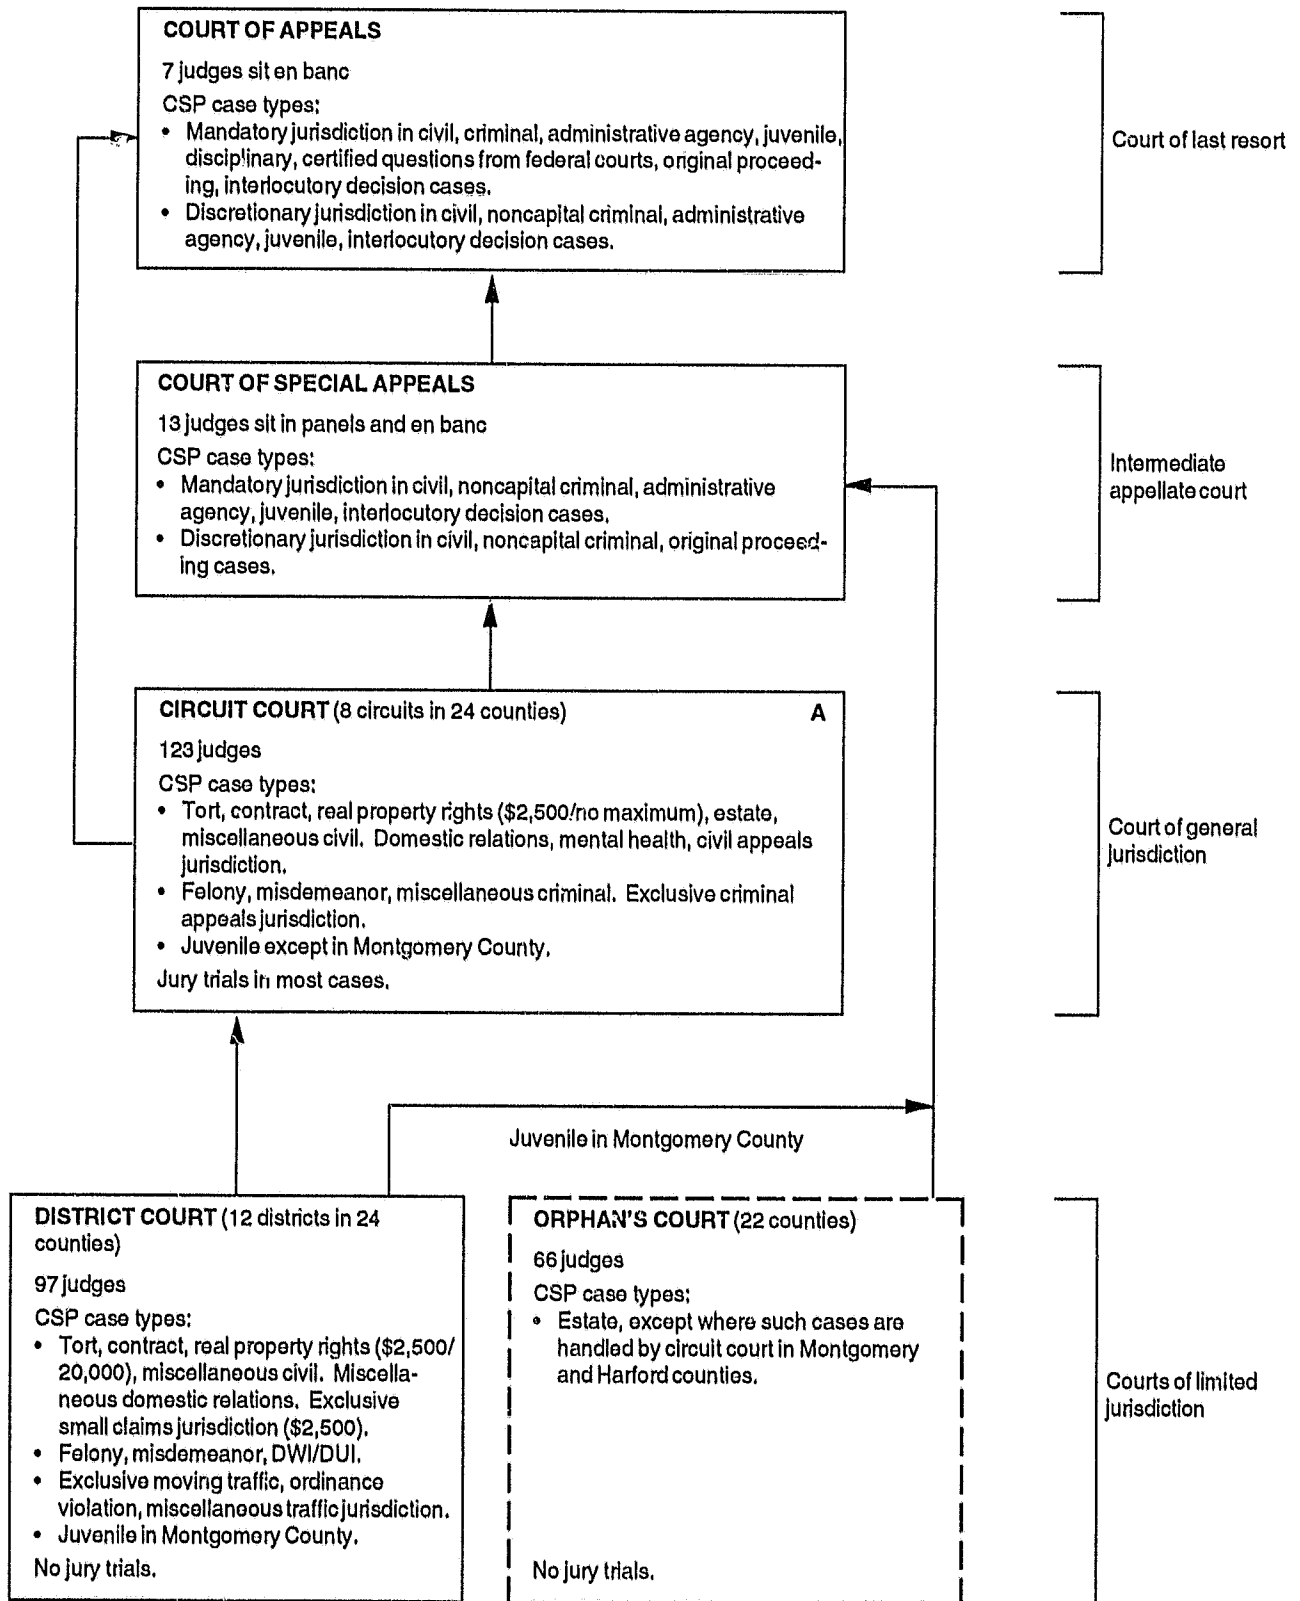 COURT OF APPEALS
7 judges sit en banc
CSP case types:
• Mandatory jurisdiction in civil, criminal, administrative agency, juvenile,
disciplinary, certified questions from federal courts, original proceed-
ing, interlocutory decision cases.
• Discretionary jurisdiction in civil, noncapital criminal, administrative
agency, juvenile, interlocutory decision cases.
Court of last resort
COURT OF SPECIAL APPEALS
13 judges sit in panels and en banc
CSP case types:
• Mandatory jurisdiction in civil, noncapital criminal, administrative
agency, juvenile, interlocutory decision cases.
• Discretionary jurisdiction in civil, noncapital criminal, original proceed-
ing cases.
Intermediate
appellate court
CIRCUIT COURT (8 circuits in 24 counties) A
123 judges
CSP case types:
• Tort, contract, real property rights ($2,500/no maximum), estate,
miscellaneous civil. Domestic relations, mental health, civil appeals
jurisdiction.
• Felony, misdemeanor, miscellaneous criminal. Exclusive criminal
appeals jurisdiction.
• Juvenile except in Montgomery County.
Jury trials in most cases.
Court of general
jurisdiction
Juvenile in Montgomery County
DISTRICT COURT (12 districts in 24
counties)
97 judges
CSP case types:
• Tort, contract, real property rights ($2,500/
20,000), miscellaneous civil. Miscella-
neous domestic relations. Exclusive
small claims jurisdiction ($2,500).
• Felony, misdemeanor, DWI/DUI.
• Exclusive moving traffic, ordinance
violation, miscellaneous traffic jurisdiction.
• Juvenile in Montgomery County.
No jury trials.
ORPHAN'S COURT (22 counties)
66 judges
CSP case types:
• Estate, except where such cases are
handled by circuit court in Montgomery
and Harford counties.
No jury trials.
Courts of limited
jurisdiction